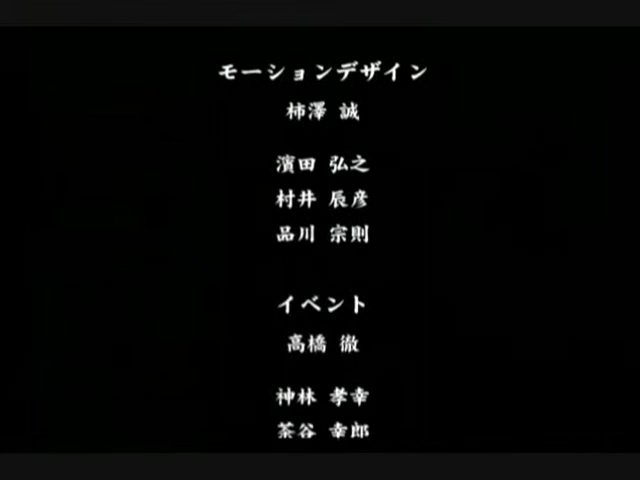 モーションデザイン
柿澤 誠
濱田 弘之
村井 辰彦
品川 宗則
イベント
高橋 徹
神林 孝幸
茶谷 幸郎